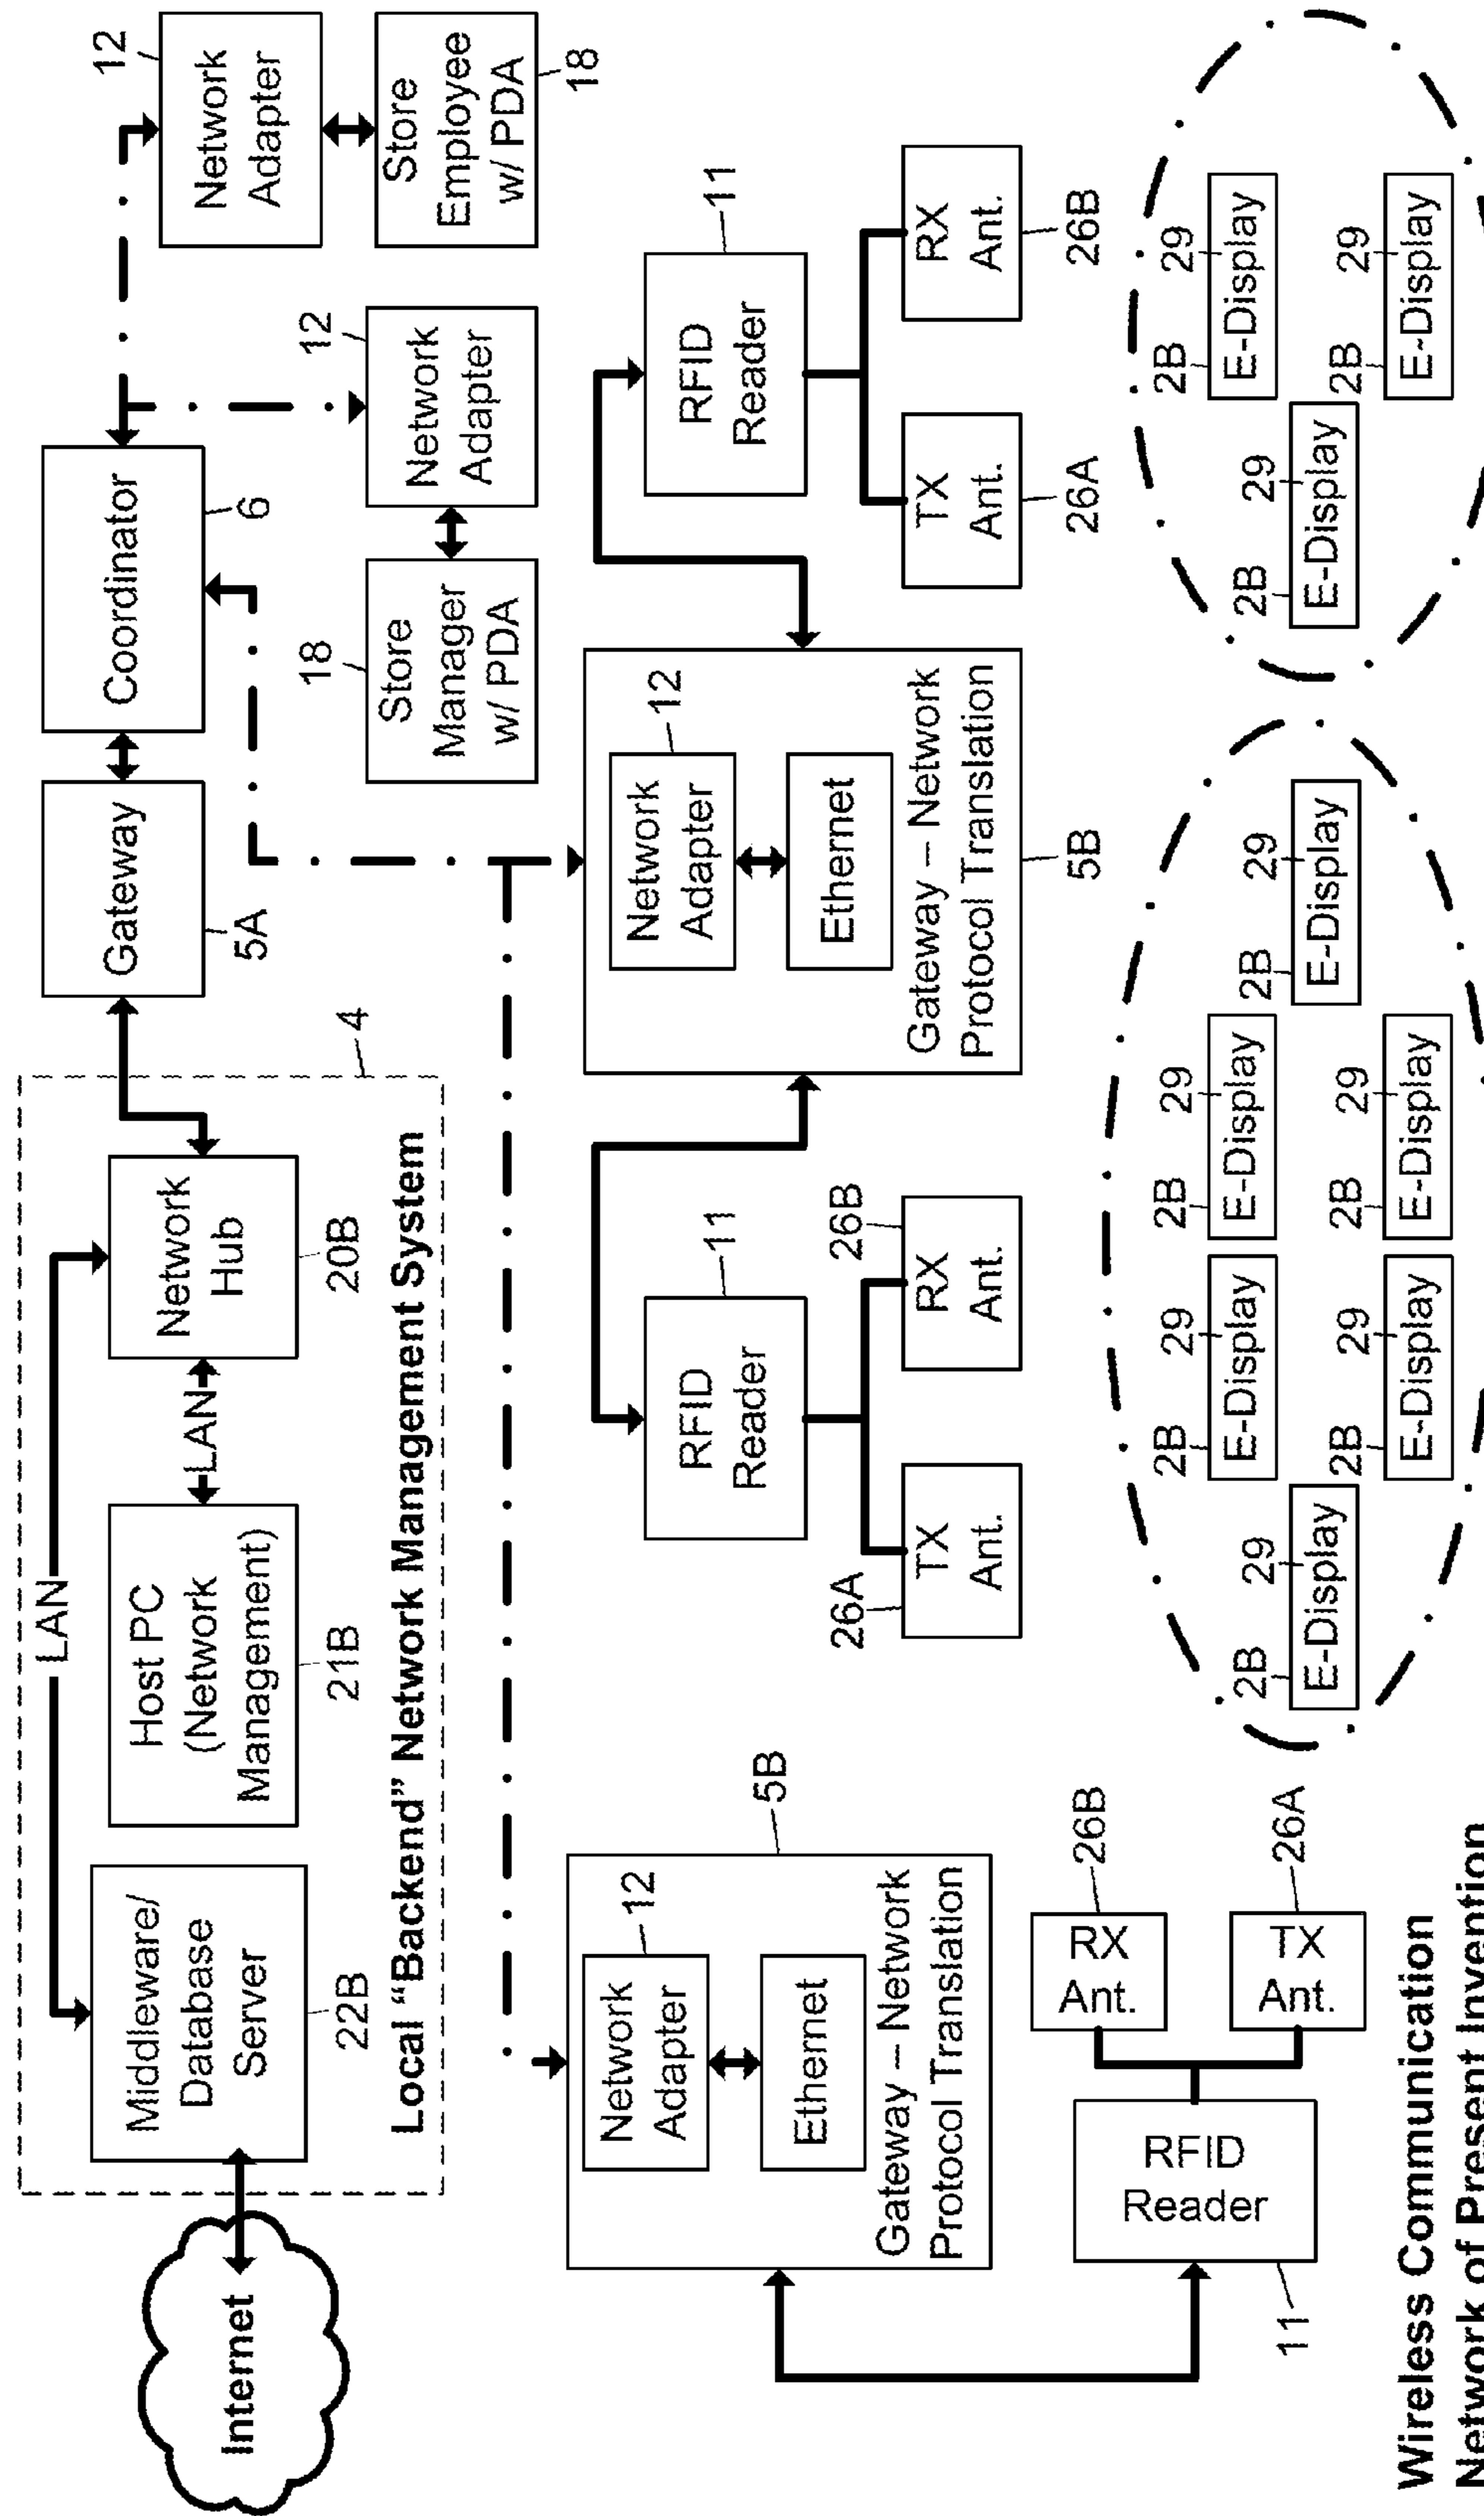 Internet
LAN
Middleware/
Database
Server
22B
Host PC
(Network
Management)
21B
LAN
Network
Hub
20B
Local "Backend" Network Management System
4
Gateway
5A
Coordinator
6
12
Network
Adapter
Store
Employee
w/ PDA
18
18
Store
Manager
w/ PDA
12
Network
Adapter
5B
12
Network
Adapter
Ethernet
Gateway – Network
Protocol Translation
11
RFID
Reader
RX
Ant.
26B
TX
Ant.
26A
11
RFID
Reader
26A
TX
Ant.
26B
RX
Ant.
12
Network
Adapter
Ethernet
Gateway – Network
Protocol Translation
5B
11
RFID
Reader
TX
Ant.
26A
RX
Ant.
26B
2B 29
E-Display
2B 29
E-Display
2B 29
E-Display
2B 29
E-Display
2B 29
E-Display
2B 29
E-Display
2B 29
E-Display
2B 29
E-Display
2B 29
E-Display
Wireless Communication
Network of Present Invention